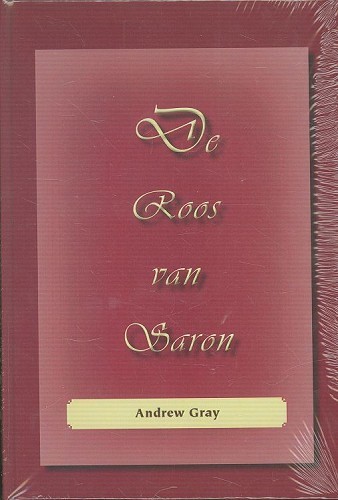 De
Roos
van
Saron
Andrew Gray